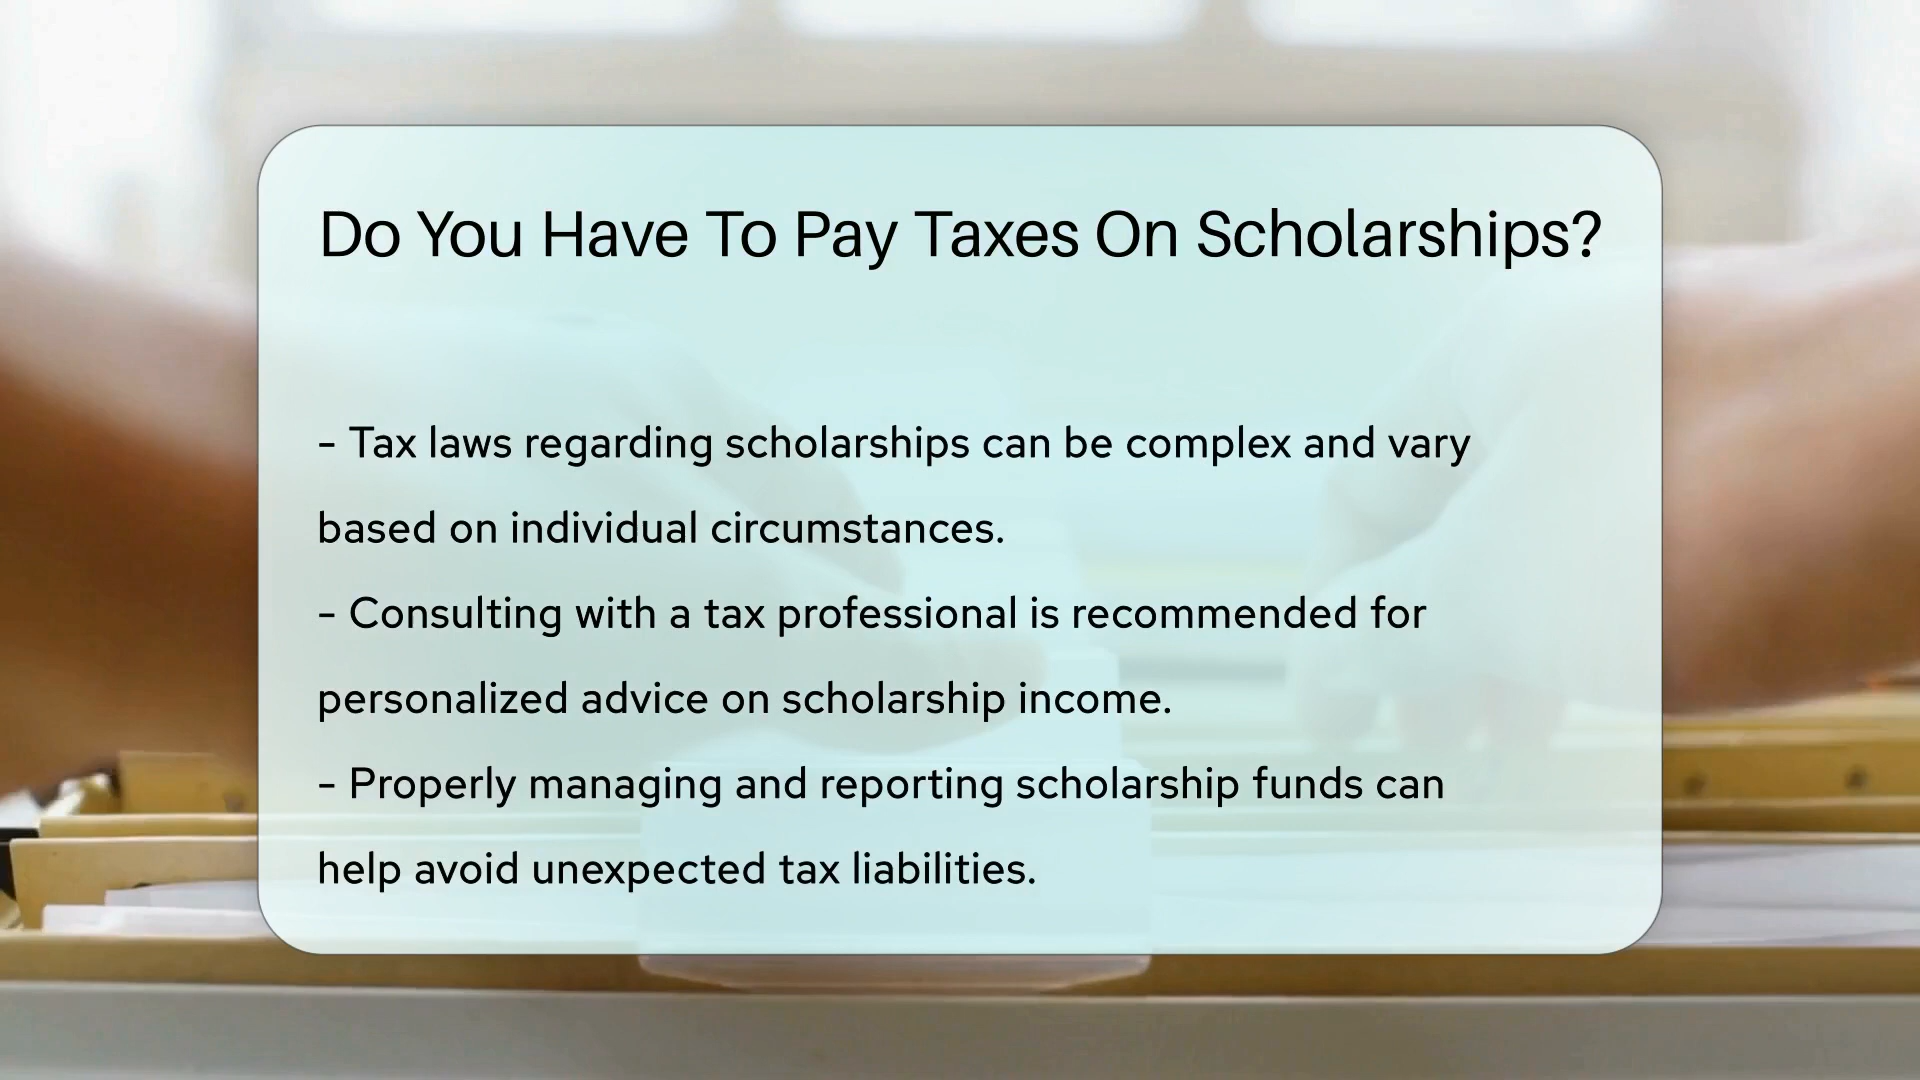 Do You Have To Pay Taxes On Scholarships?
- Tax laws regarding scholarships can be complex and vary
based on individual circumstances.
- Consulting with a tax professional is recommended for
personalized advice on scholarship income.
- Properly managing and reporting scholarship funds can
help avoid unexpected tax liabilities.